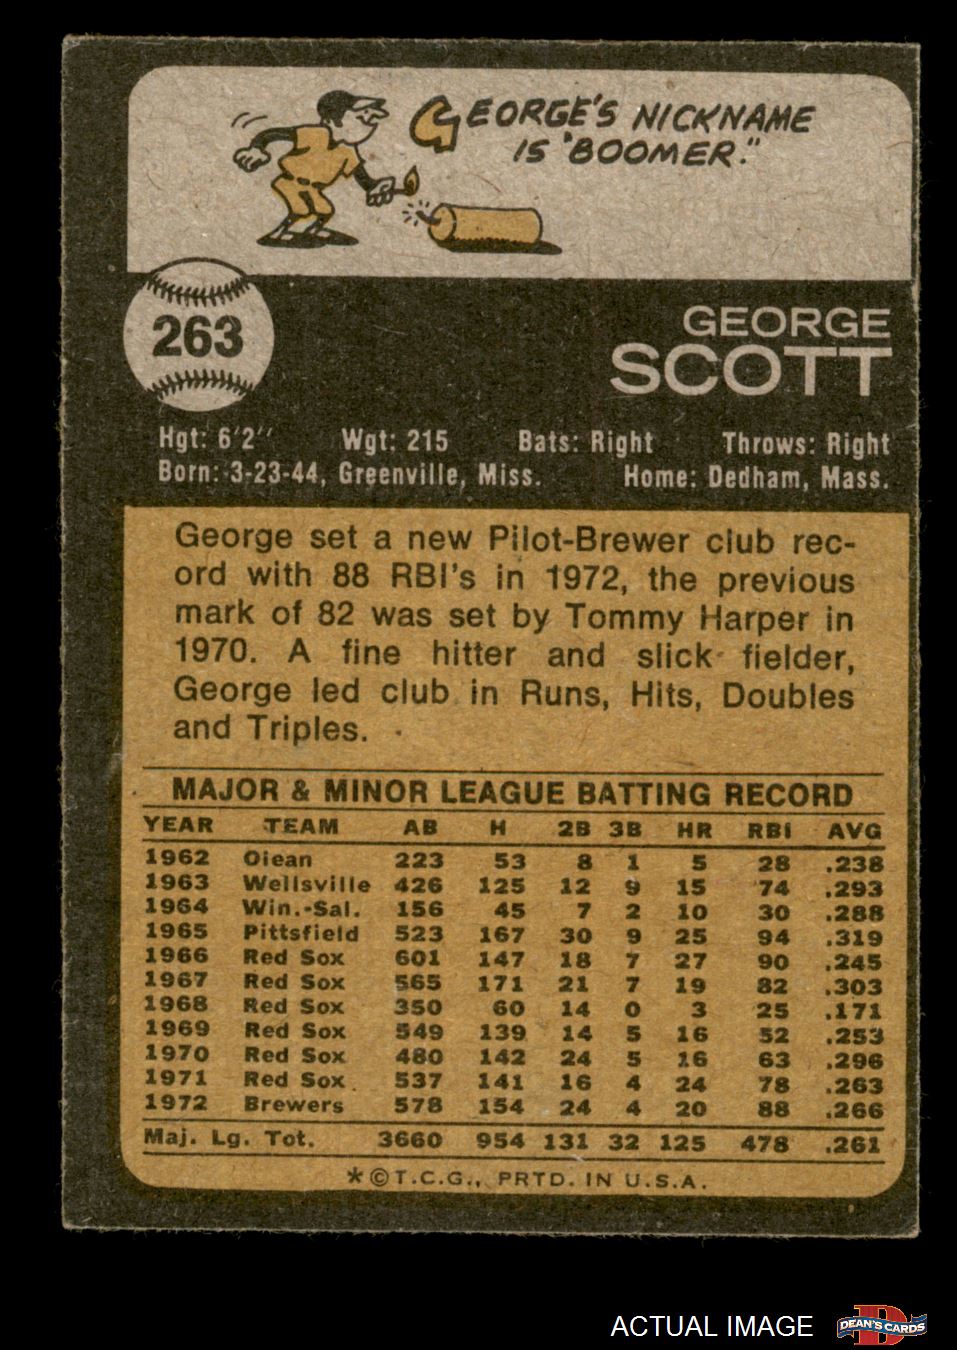 GEORGE'S NICKNAME
IS "BOOMER."
263
GEORGE
SCOTT
Hgt: 6'2" Wgt: 215 Bats: Right Throws: Right
Born: 3-23-44, Greenville, Miss. Home: Dedham, Mass.
George set a new Pilot-Brewer club rec-
ord with 88 RBI's in 1972, the previous
mark of 82 was set by Tommy Harper in
1970. A fine hitter and slick fielder,
George led club in Runs, Hits, Doubles
and Triples.
MAJOR & MINOR LEAGUE BATTING RECORD
YEAR TEAM AB H 2B 3B HR RBI AVG
1962 Olean 223 53 8 1 5 28 .238
1963 Wellsville 426 125 12 9 15 74 .293
1964 Win.-Sal. 156 45 7 2 10 30 .288
1965 Pittsfield 523 167 30 9 25 94 .319
1966 Red Sox 601 147 18 7 27 90 .245
1967 Red Sox 565 171 21 7 19 82 .303
1968 Red Sox 350 60 14 0 3 25 .171
1969 Red Sox 549 139 14 5 16 52 .253
1970 Red Sox 480 142 24 5 16 63 .296
1971 Red Sox 537 141 16 4 24 78 .263
1972 Brewers 578 154 24 4 20 88 .266
Maj. Lg. Tot. 3660 954 131 32 125 478 .261
*©T.C.G., PRTD. IN U.S.A.
ACTUAL IMAGE
D
DEAN'S CARDS